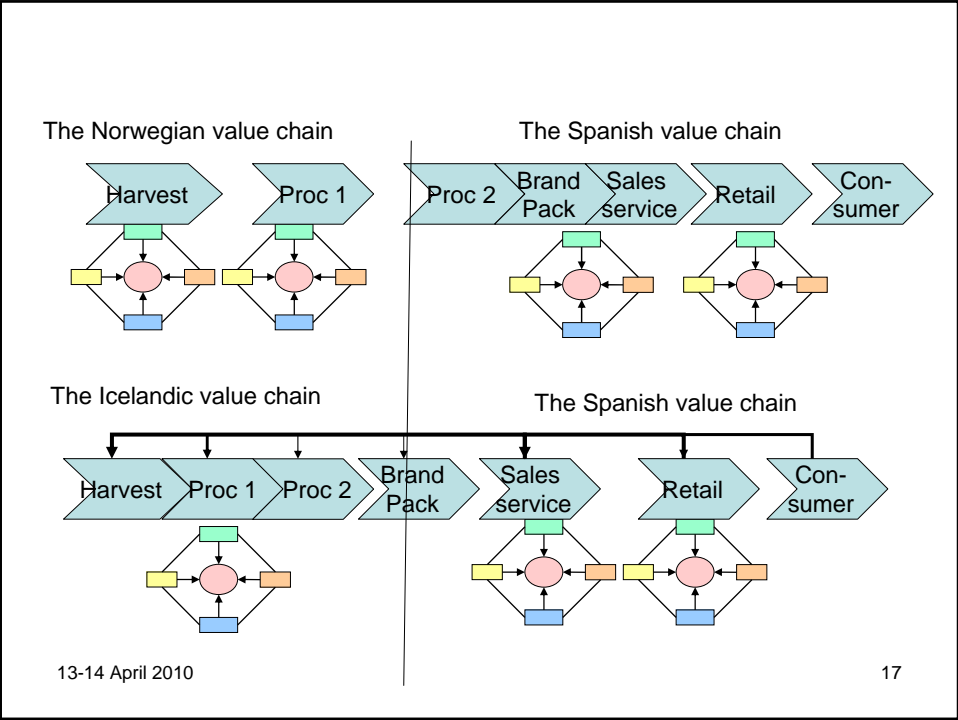 The Norwegian value chain
The Spanish value chain
Harvest
Proc 1
Proc 2
Brand
Pack
Sales
service
Retail
Con-
sumer
The Icelandic value chain
The Spanish value chain
Harvest
Proc 1
Proc 2
Brand
Pack
Sales
service
Retail
Con-
sumer
13-14 April 2010
17